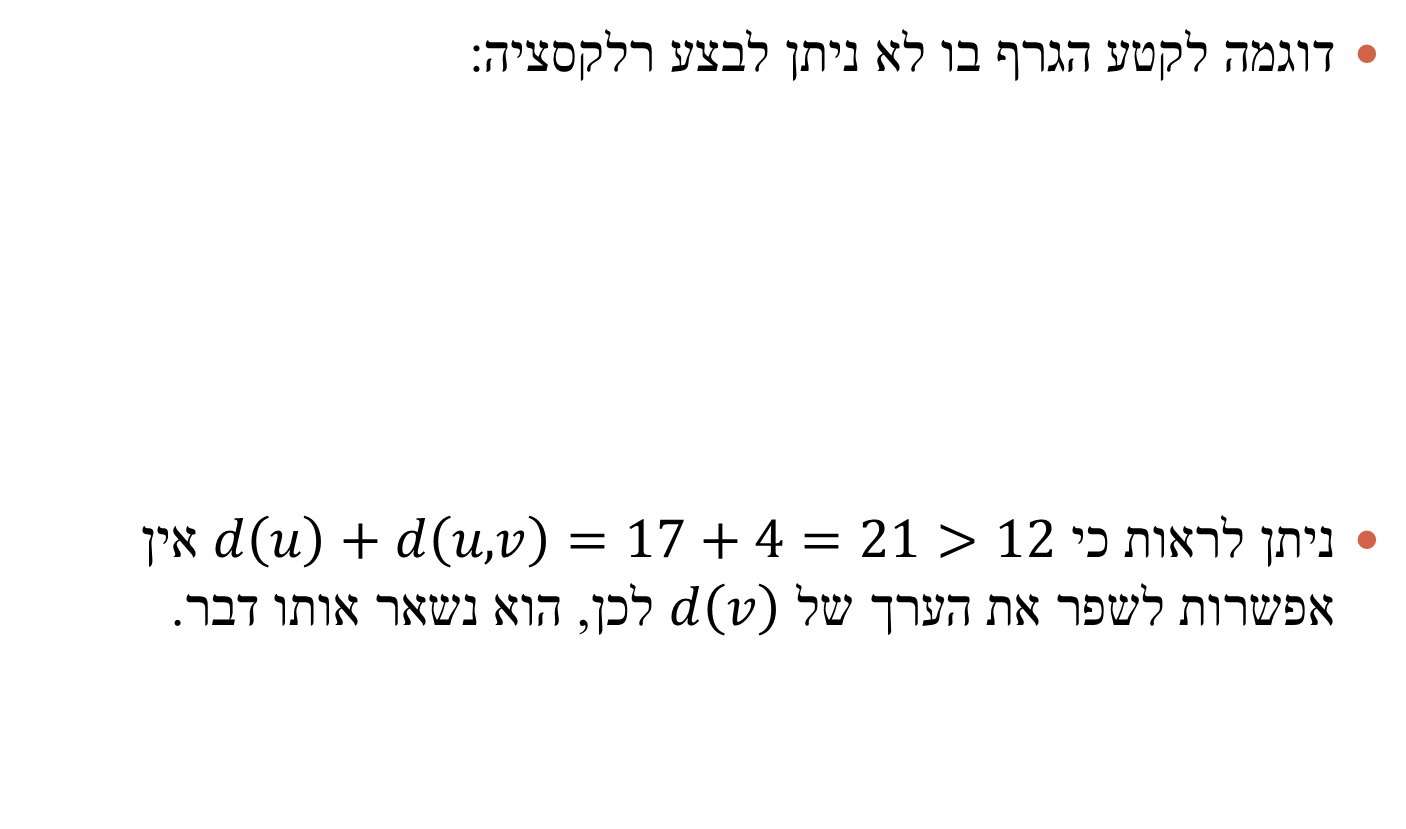 • דוגמה לקטע הגרף בו לא ניתן לבצע רלקסציה:
• ניתן לראות כי d(u) + d(u,v) = 17 + 4 = 21 > 12 אין
אפשרות לשפר את הערך של d(v) לכן, הוא נשאר אותו דבר.